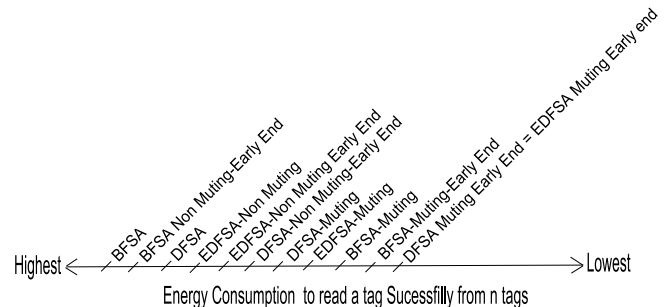 BFSA
BFSA Non Muting-Early End
DFSA
EDFSA-Non Muting
EDFSA-Non Muting Early End
DFSA-Non Muting-Early End
DFSA-Muting
EDFSA-Muting
BFSA-Muting
BFSA-Muting-Early End
DFSA Muting Early End = EDFSA Muting Early end
Highest
Lowest
Energy Consumption to read a tag Sucessfilly from n tags